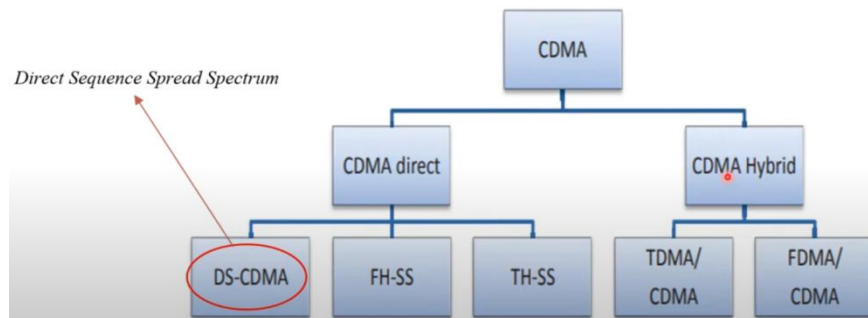 CDMA
Direct Sequence Spread Spectrum
CDMA direct
CDMA Hybrid
DS-CDMA
FH-SS
TH-SS
TDMA/
CDMA
FDMA/
CDMA